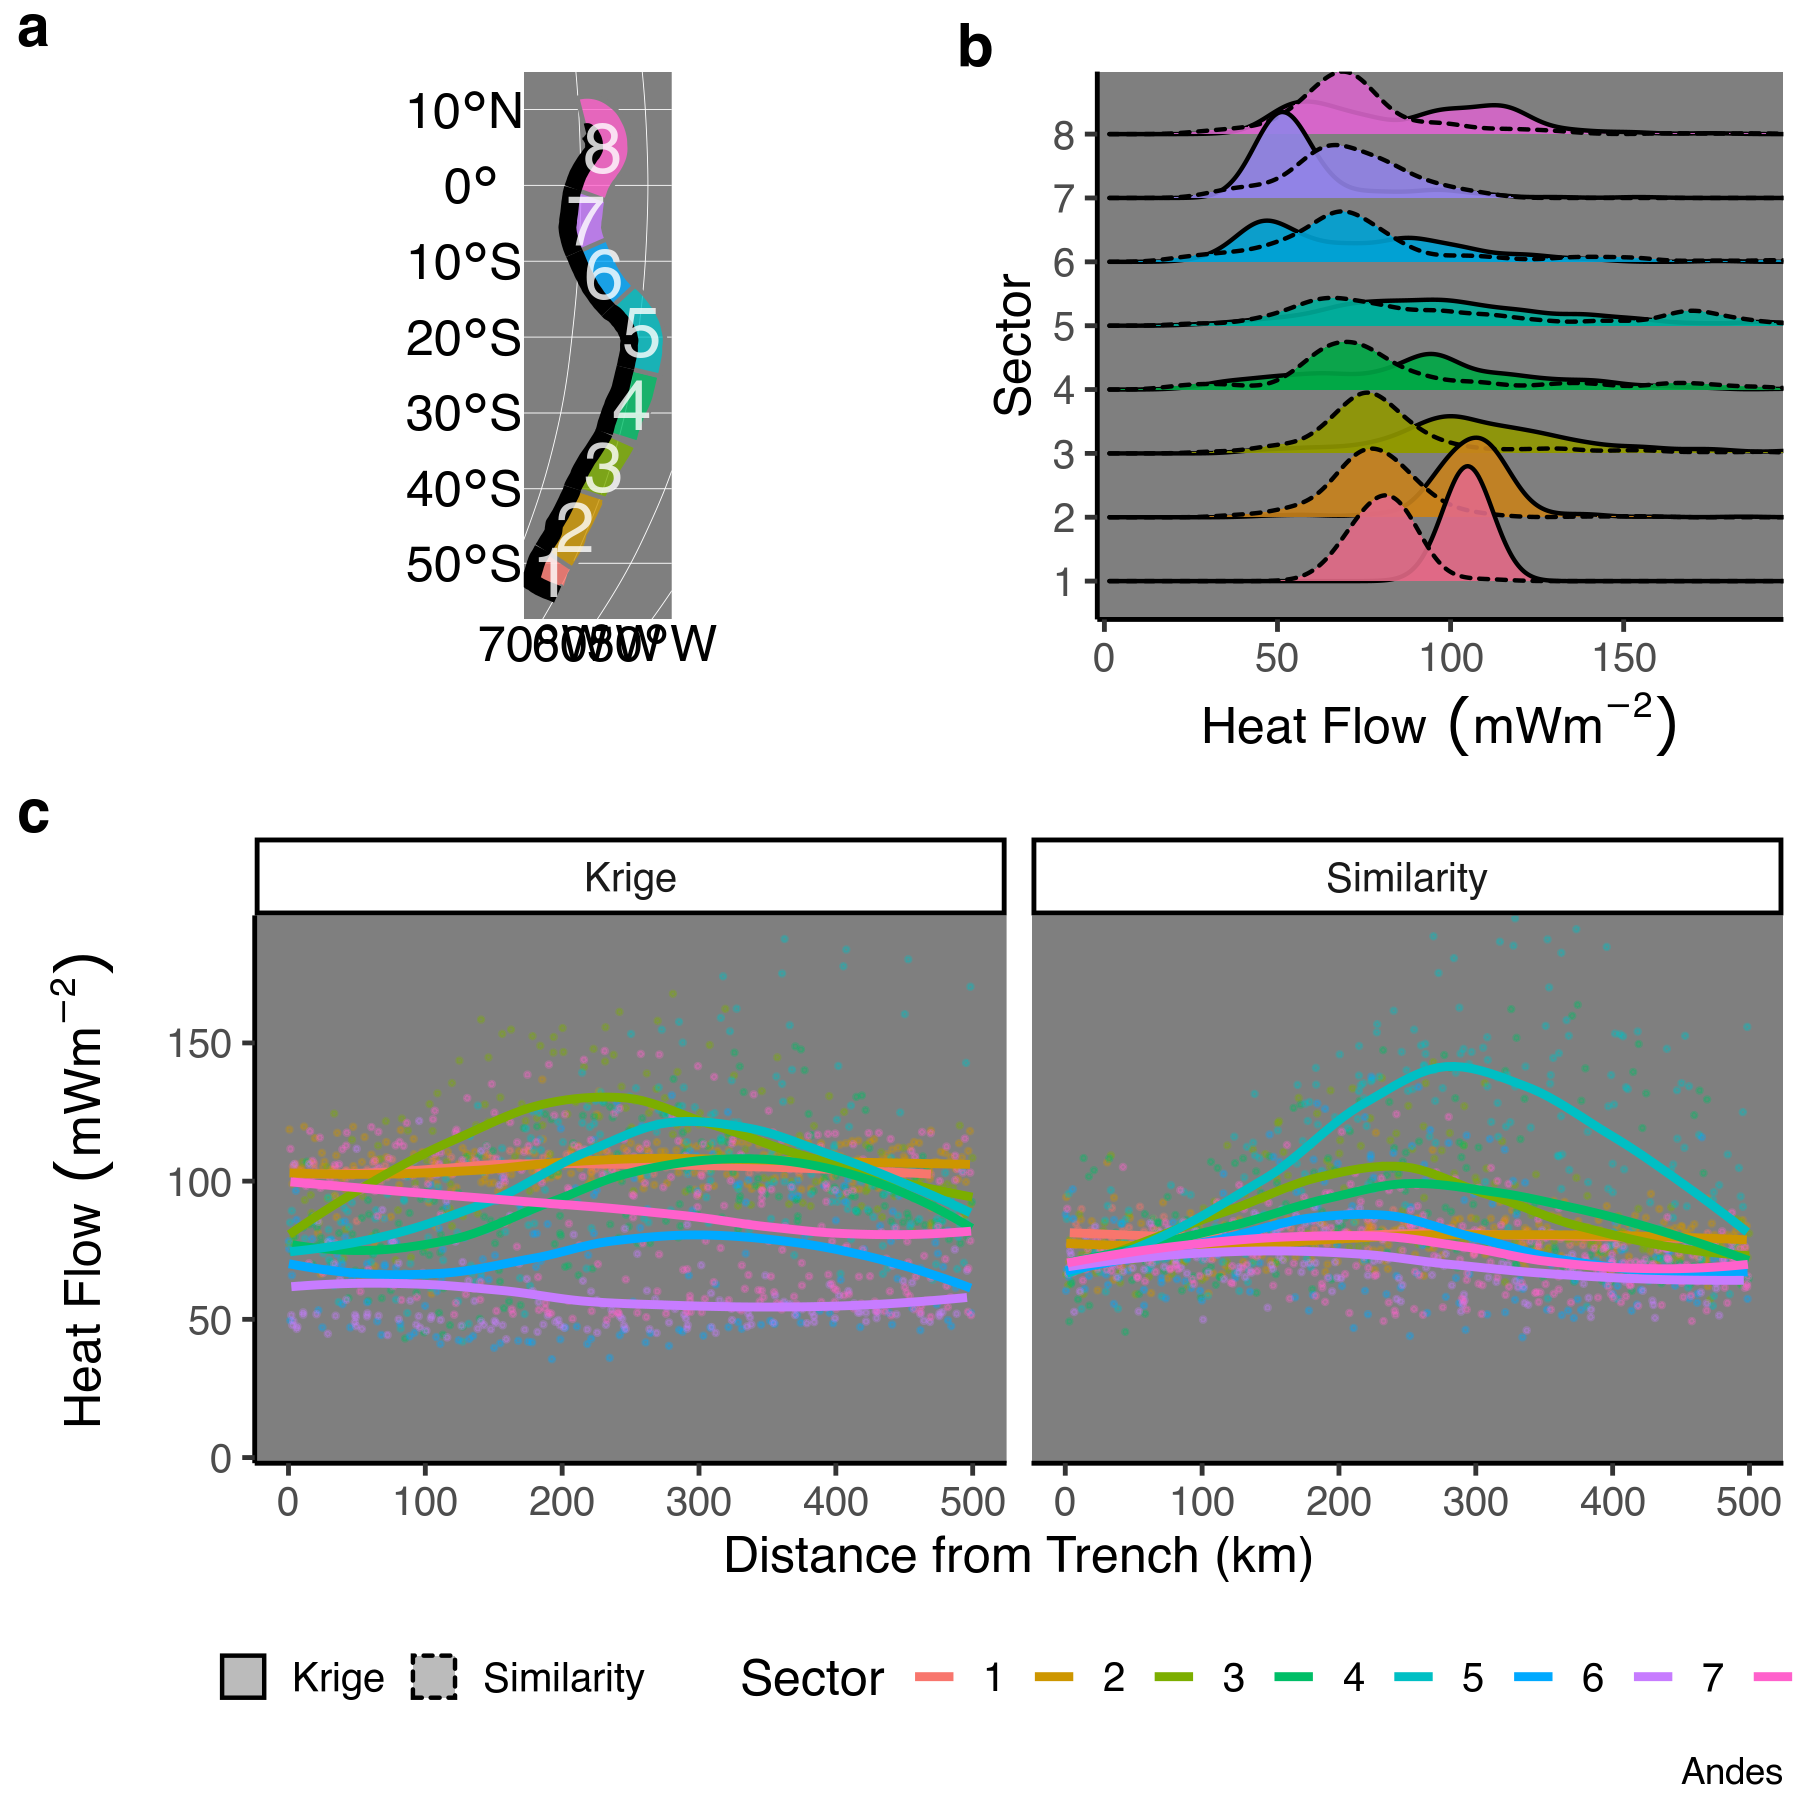 a
b
10°N
0°
10°S
20°S
30°S
40°S
50°S
8
7
6
5
4
3
2
1
Sector
8
7
6
5
4
3
2
1
0 50 100 150
Heat Flow (mWm−2)
c
Krige Similarity
Heat Flow (mWm−2)
150
100
50
0
0 100 200 300 400 500 0 100 200 300 400 500
Distance from Trench (km)
Krige Similarity Sector 1 2 3 4 5 6 7
Andes